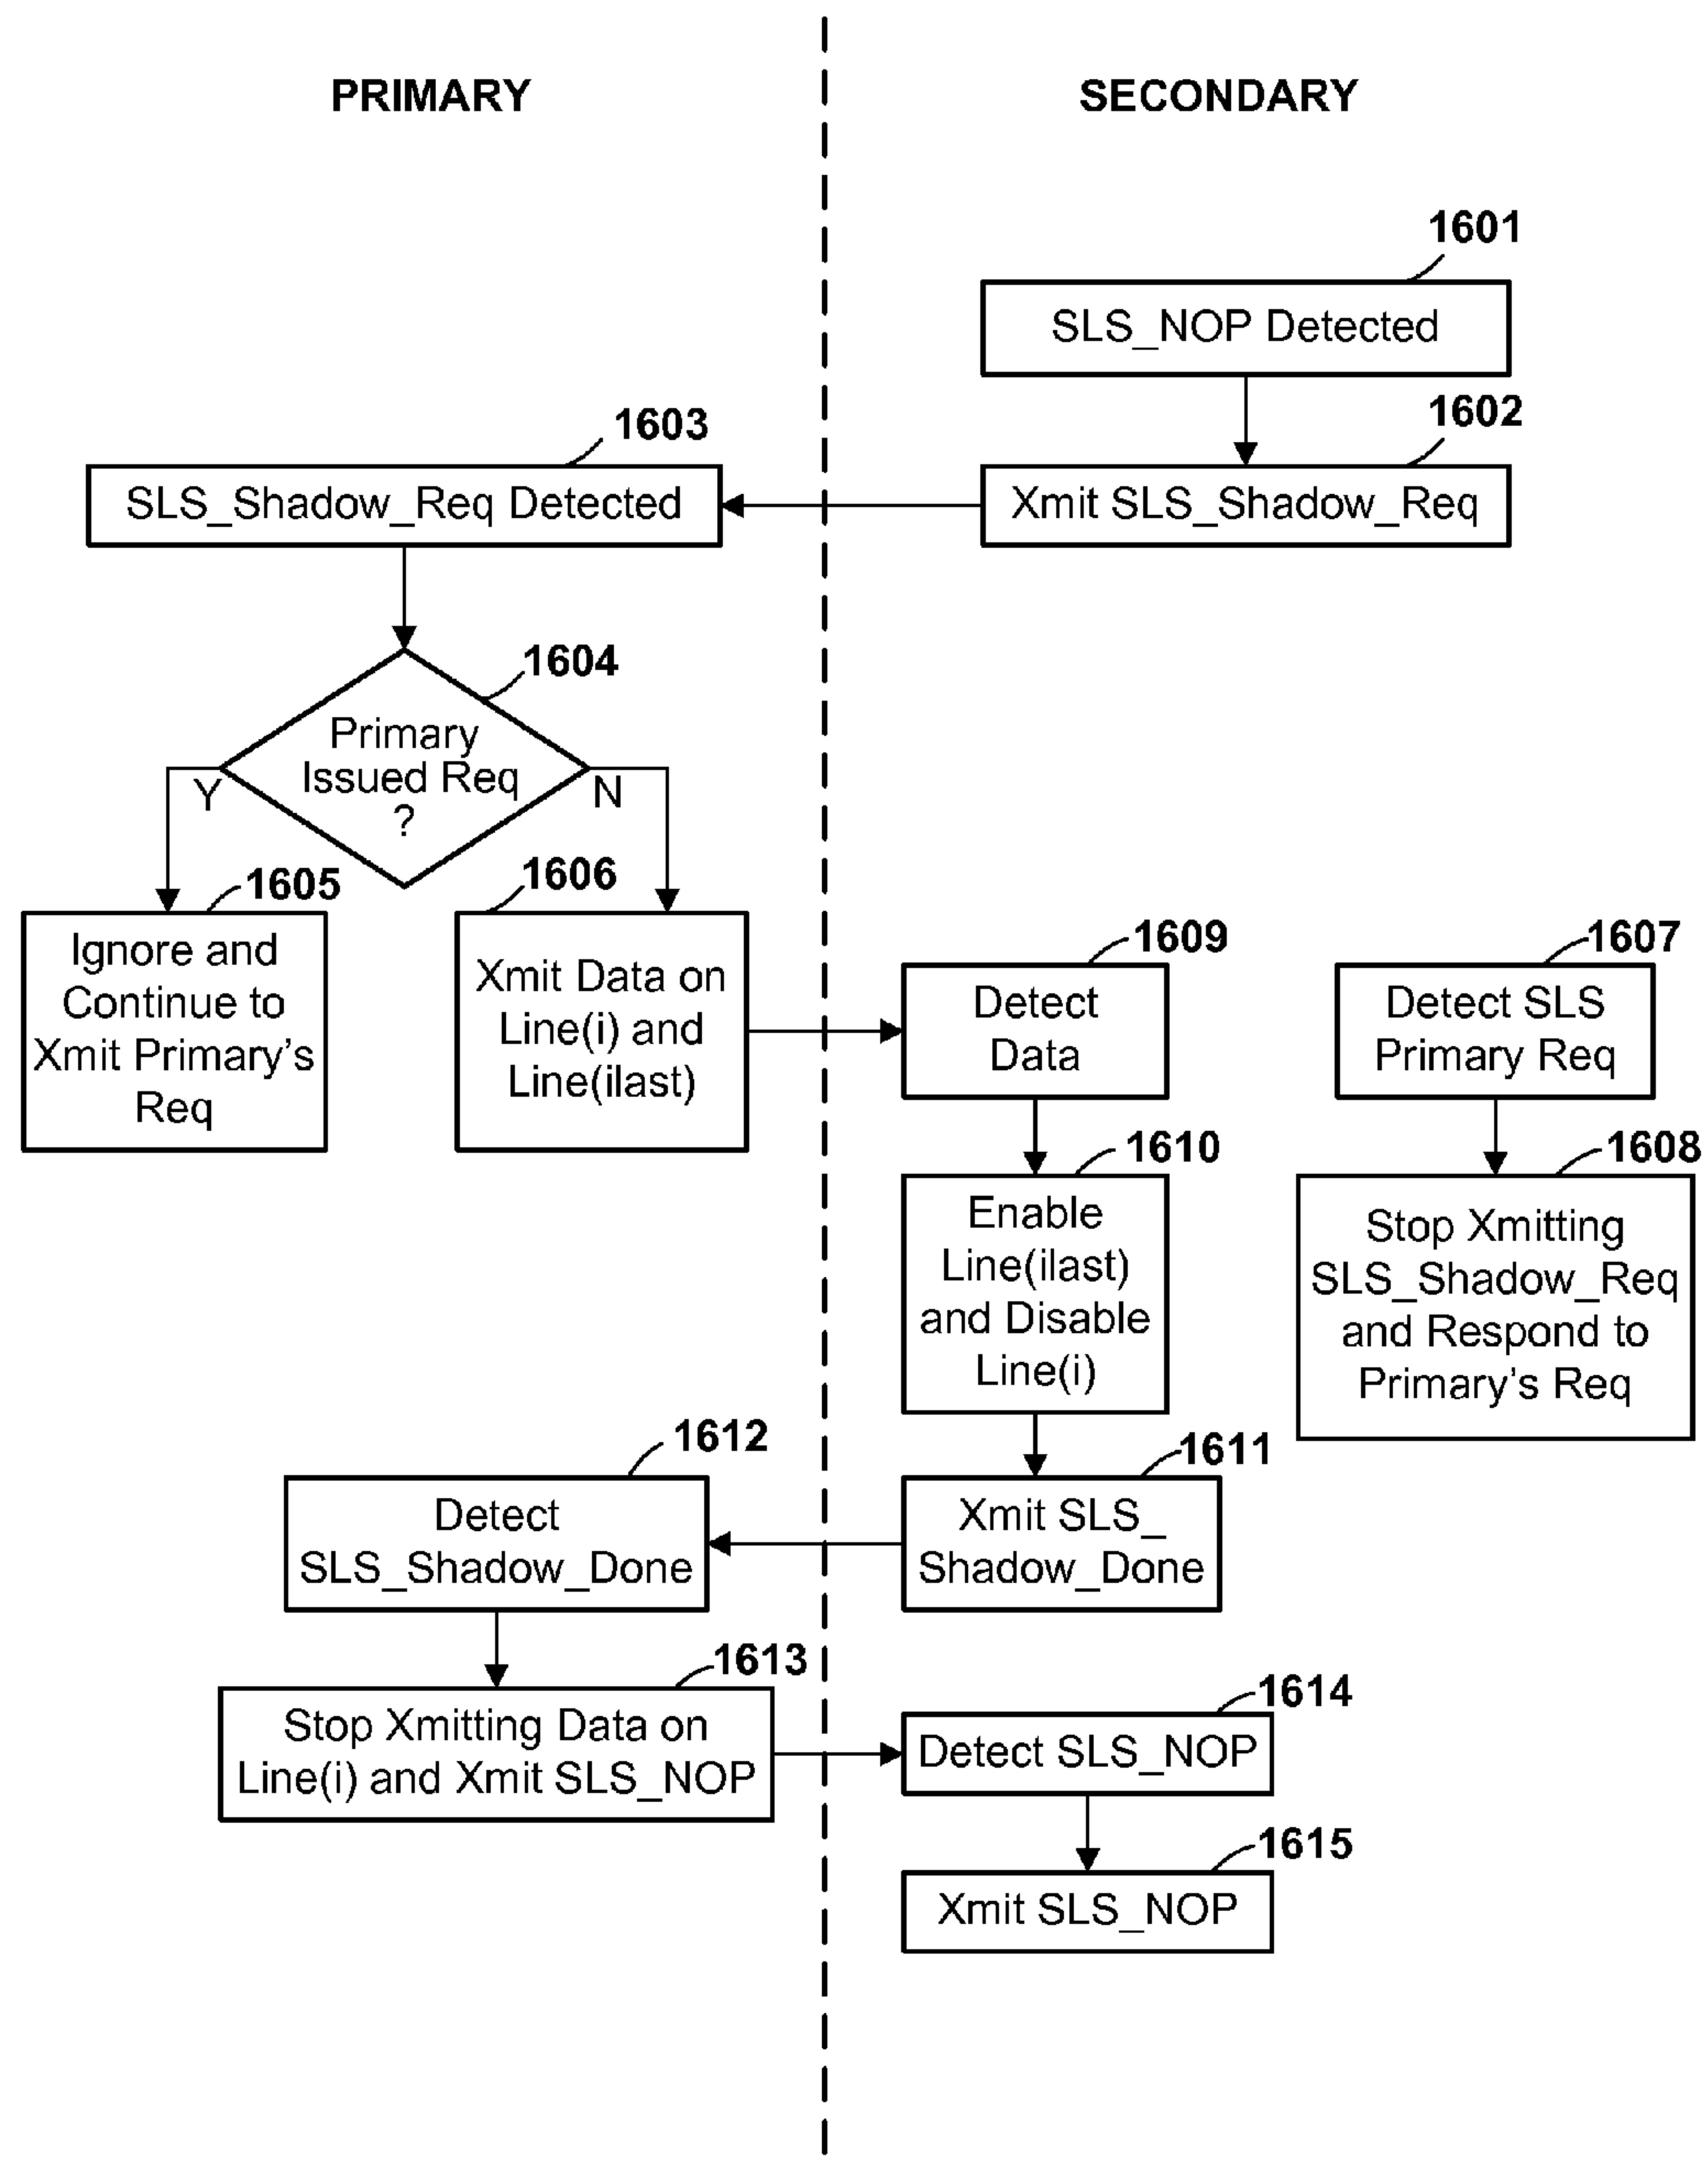 PRIMARY
SECONDARY
1601
SLS_NOP Detected
1602
Xmit SLS_Shadow_Req
1603
SLS_Shadow_Req Detected
1604
Primary
Issued Req
?
Y
N
1605
Ignore and
Continue to
Xmit Primary's
Req
1606
Xmit Data on
Line(i) and
Line(ilast)
1609
Detect
Data
1607
Detect SLS
Primary Req
1610
Enable
Line(ilast)
and Disable
Line(i)
1608
Stop Xmitting
SLS_Shadow_Req
and Respond to
Primary's Req
1611
Xmit SLS_
Shadow_Done
1612
Detect
SLS_Shadow_Done
1613
Stop Xmitting Data on
Line(i) and Xmit SLS_NOP
1614
Detect SLS_NOP
1615
Xmit SLS_NOP